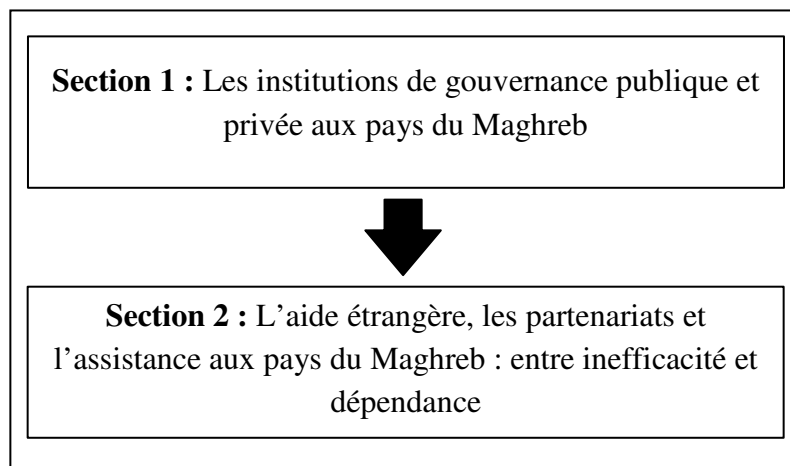 Section 1 : Les institutions de gouvernance publique et
privée aux pays du Maghreb
Section 2 : L’aide étrangère, les partenariats et
l’assistance aux pays du Maghreb : entre inefficacité et
dépendance